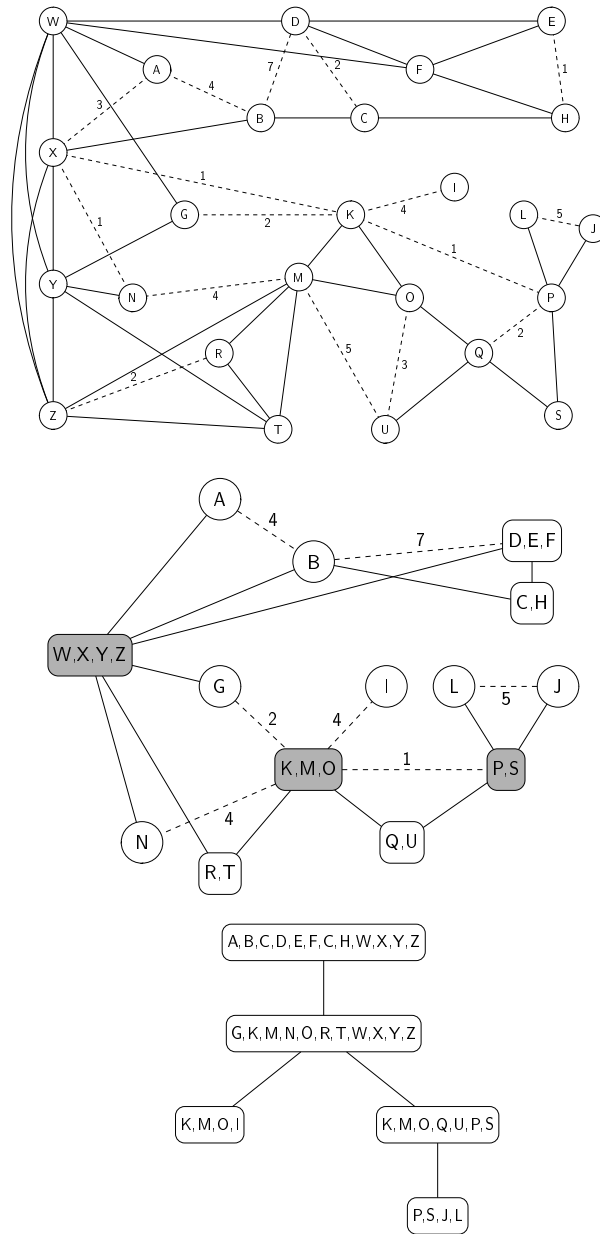 W D E
A F
7 2 1
4
3 B C H
X
1 I
4
G 2 K L 5 J
1 1
Y N 4 M O P
5 2
R 3 Q
2
Z T U S
A
4
B 7 D,E,F
C,H
W,X,Y,Z
G I L 5 J
2 4
K,M,O 1 P,S
4
N Q,U
R,T
A,B,C,D,E,F,C,H,W,X,Y,Z
G,K,M,N,O,R,T,W,X,Y,Z
K,M,O,I K,M,O,Q,U,P,S
P,S,J,L